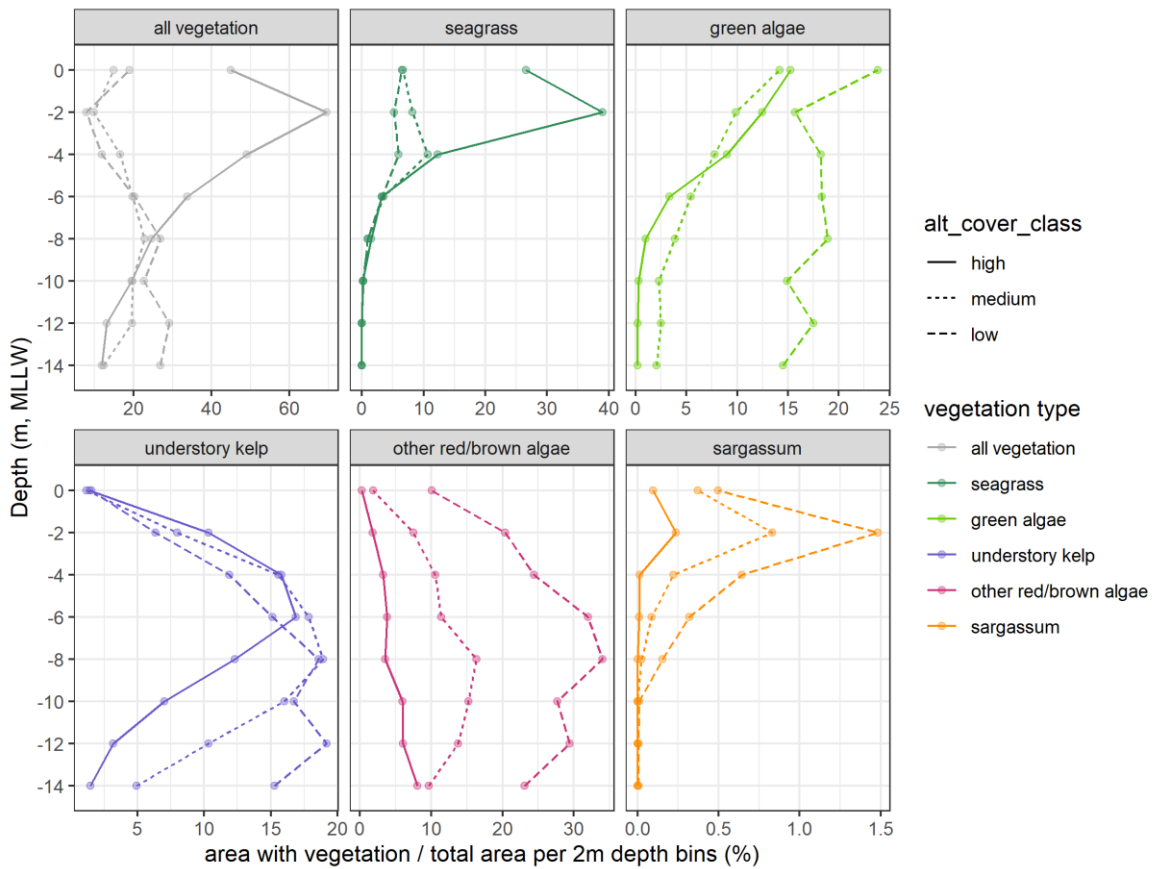 all vegetation
seagrass
green algae
0
-2
-4
-6
-8
-10
-12
-14
20 40 60
0 10 20 30 40
0 5 10 15 20 25
understory kelp
other red/brown algae
sargassum
0
-2
-4
-6
-8
-10
-12
-14
5 10 15 20
0 10 20 30
0.0 0.5 1.0 1.5
Depth (m, MLLW)
area with vegetation / total area per 2m depth bins (%)
alt_cover_class
high
medium
low
vegetation type
all vegetation
seagrass
green algae
understory kelp
other red/brown algae
sargassum